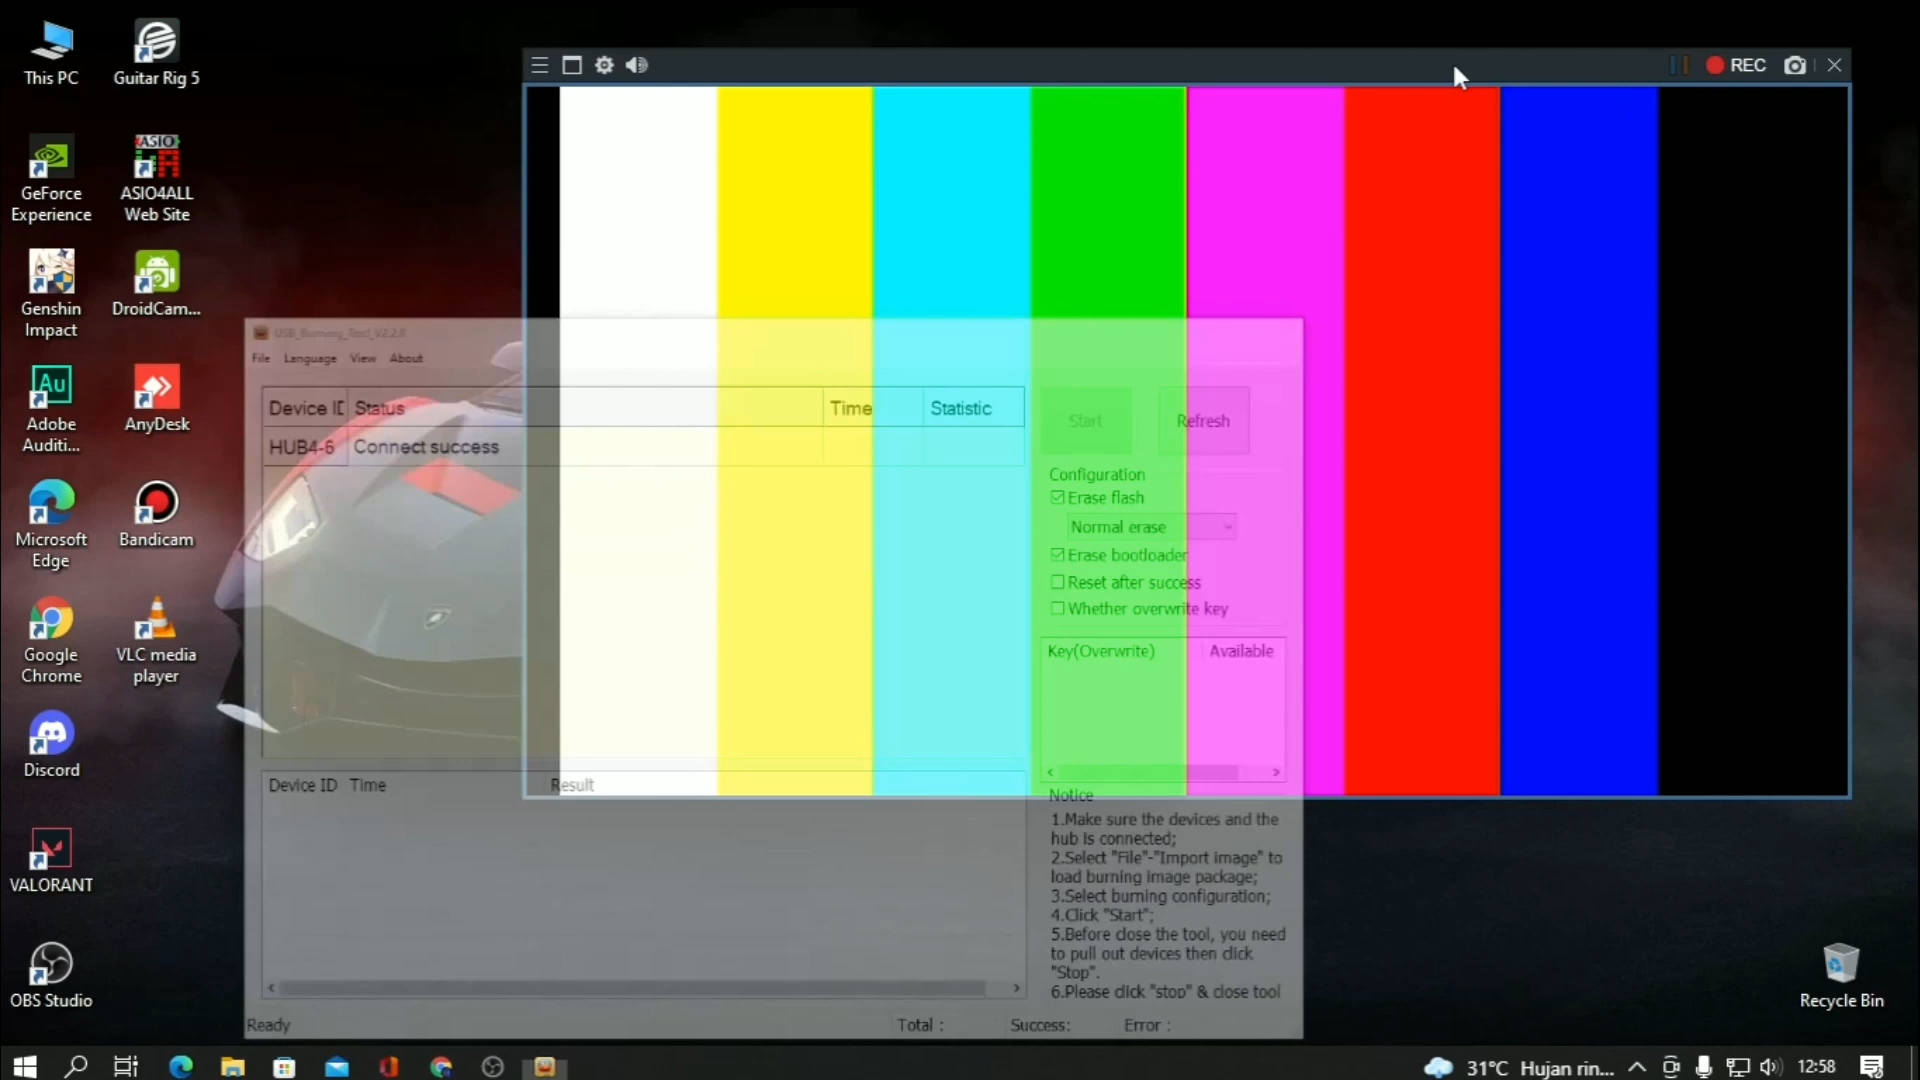 This PC
Guitar Rig 5
GeForce
Experience
ASIO
ASIO4ALL
Web Site
Genshin
Impact
DroidCam...
Au
Adobe
Auditi...
AnyDesk
Microsoft
Edge
Bandicam
Google
Chrome
VLC media
player
Discord
VALORANT
OBS Studio
Recycle Bin
REC
USB_Burning_Tool_V2.2.0
File Language View About
Device ID Status Time Statistic
HUB4-6 Connect success
Start Refresh
Configuration
Erase flash
Normal erase
Erase bootloader
Reset after success
Whether overwrite key
Key(Overwrite) Available
Device ID Time Result
Notice
1.Make sure the devices and the
hub is connected;
2.Select "File"-"Import image" to
load burning image package;
3.Select burning configuration;
4.Click "Start";
5.Before close the tool, you need
to pull out devices then click
"Stop".
6.Please click "stop" & close tool
Ready Total : Success: Error :
31°C Hujan rin... 12:58